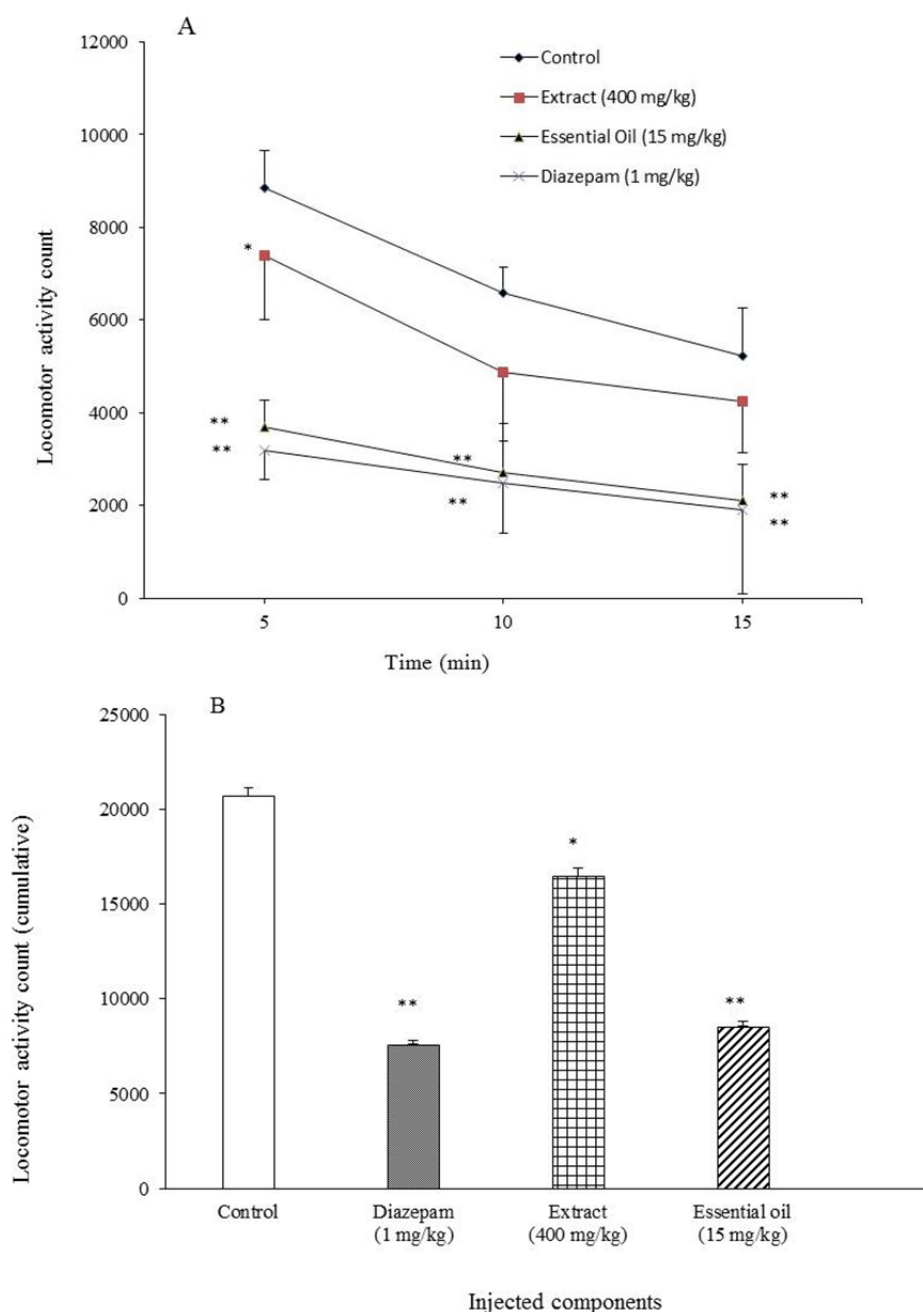 A
12000
10000
8000
6000
4000
2000
0
Locomotor activity count
Control
Extract (400 mg/kg)
Essential Oil (15 mg/kg)
Diazepam (1 mg/kg)
*
**
**
**
**
**
**
5 10 15
Time (min)
B
25000
20000
15000
10000
5000
0
Locomotor activity count (cumulative)
**
*
**
Control Diazepam Extract Essential oil
(1 mg/kg) (400 mg/kg) (15 mg/kg)
Injected components